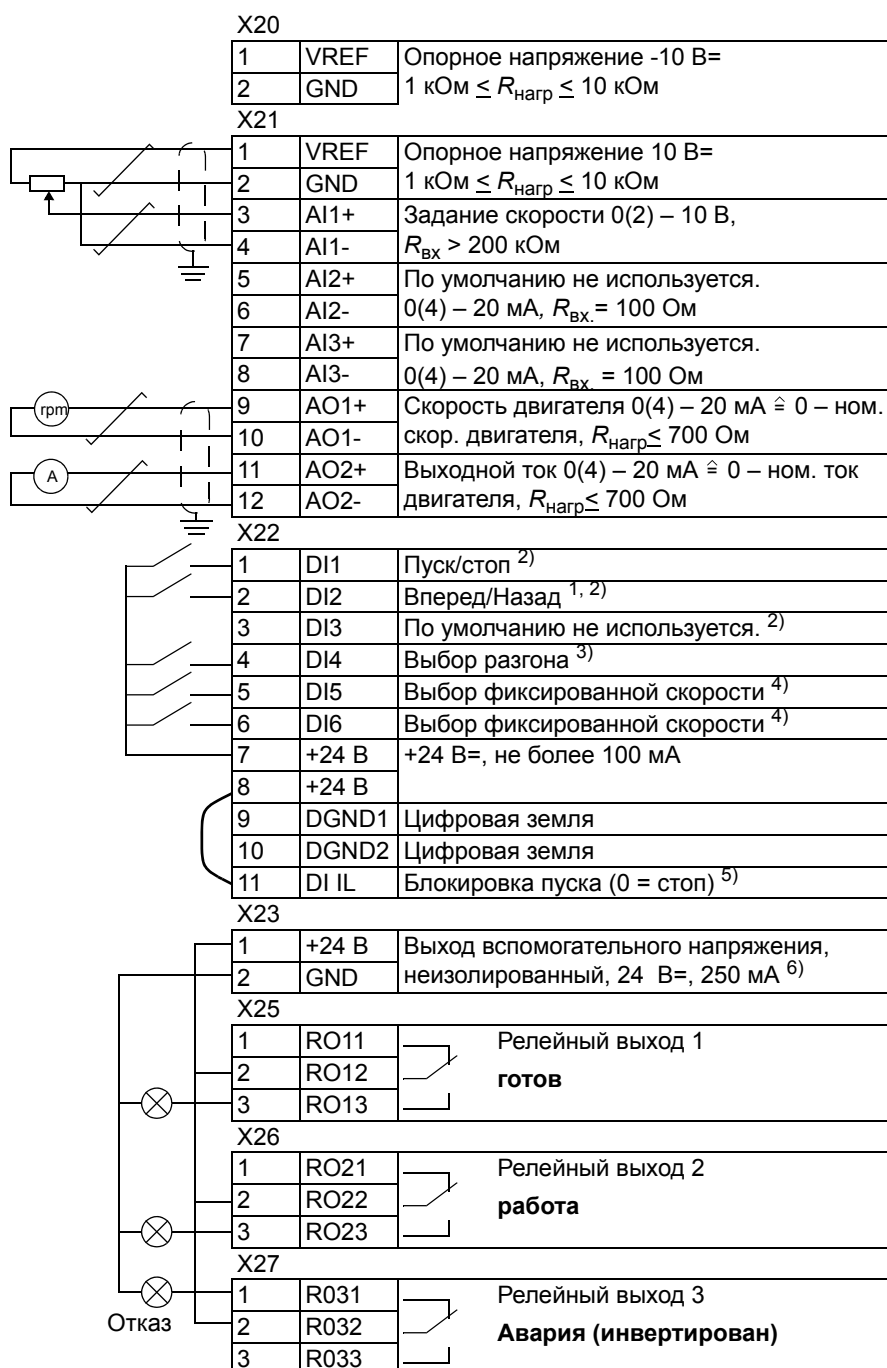 X20
1 VREF Опорное напряжение -10 В=
2 GND 1 кОм ≤ Rнагр ≤ 10 кОм
X21
1 VREF Опорное напряжение 10 В=
2 GND 1 кОм ≤ Rнагр ≤ 10 кОм
3 AI1+ Задание скорости 0(2) – 10 В,
4 AI1- Rвх > 200 кОм
5 AI2+ По умолчанию не используется.
6 AI2- 0(4) – 20 мА, Rвх.= 100 Ом
7 AI3+ По умолчанию не используется.
8 AI3- 0(4) – 20 мА, Rвх. = 100 Ом
rpm 9 AO1+ Скорость двигателя 0(4) – 20 мА ≙ 0 – ном.
10 AO1- скор. двигателя, Rнагр≤ 700 Ом
A 11 AO2+ Выходной ток 0(4) – 20 мА ≙ 0 – ном. ток
12 AO2- двигателя, Rнагр≤ 700 Ом
X22
1 DI1 Пуск/стоп 2)
2 DI2 Вперед/Назад 1, 2)
3 DI3 По умолчанию не используется. 2)
4 DI4 Выбор разгона 3)
5 DI5 Выбор фиксированной скорости 4)
6 DI6 Выбор фиксированной скорости 4)
7 +24 В +24 В=, не более 100 мА
8 +24 В
9 DGND1 Цифровая земля
10 DGND2 Цифровая земля
11 DI IL Блокировка пуска (0 = стоп) 5)
X23
1 +24 В Выход вспомогательного напряжения,
2 GND неизолированный, 24 В=, 250 мА 6)
X25
1 RO11 Релейный выход 1
2 RO12 готов
3 RO13
X26
1 RO21 Релейный выход 2
2 RO22 работа
3 RO23
X27
1 R031 Релейный выход 3
Отказ 2 R032 Авария (инвертирован)
3 R033